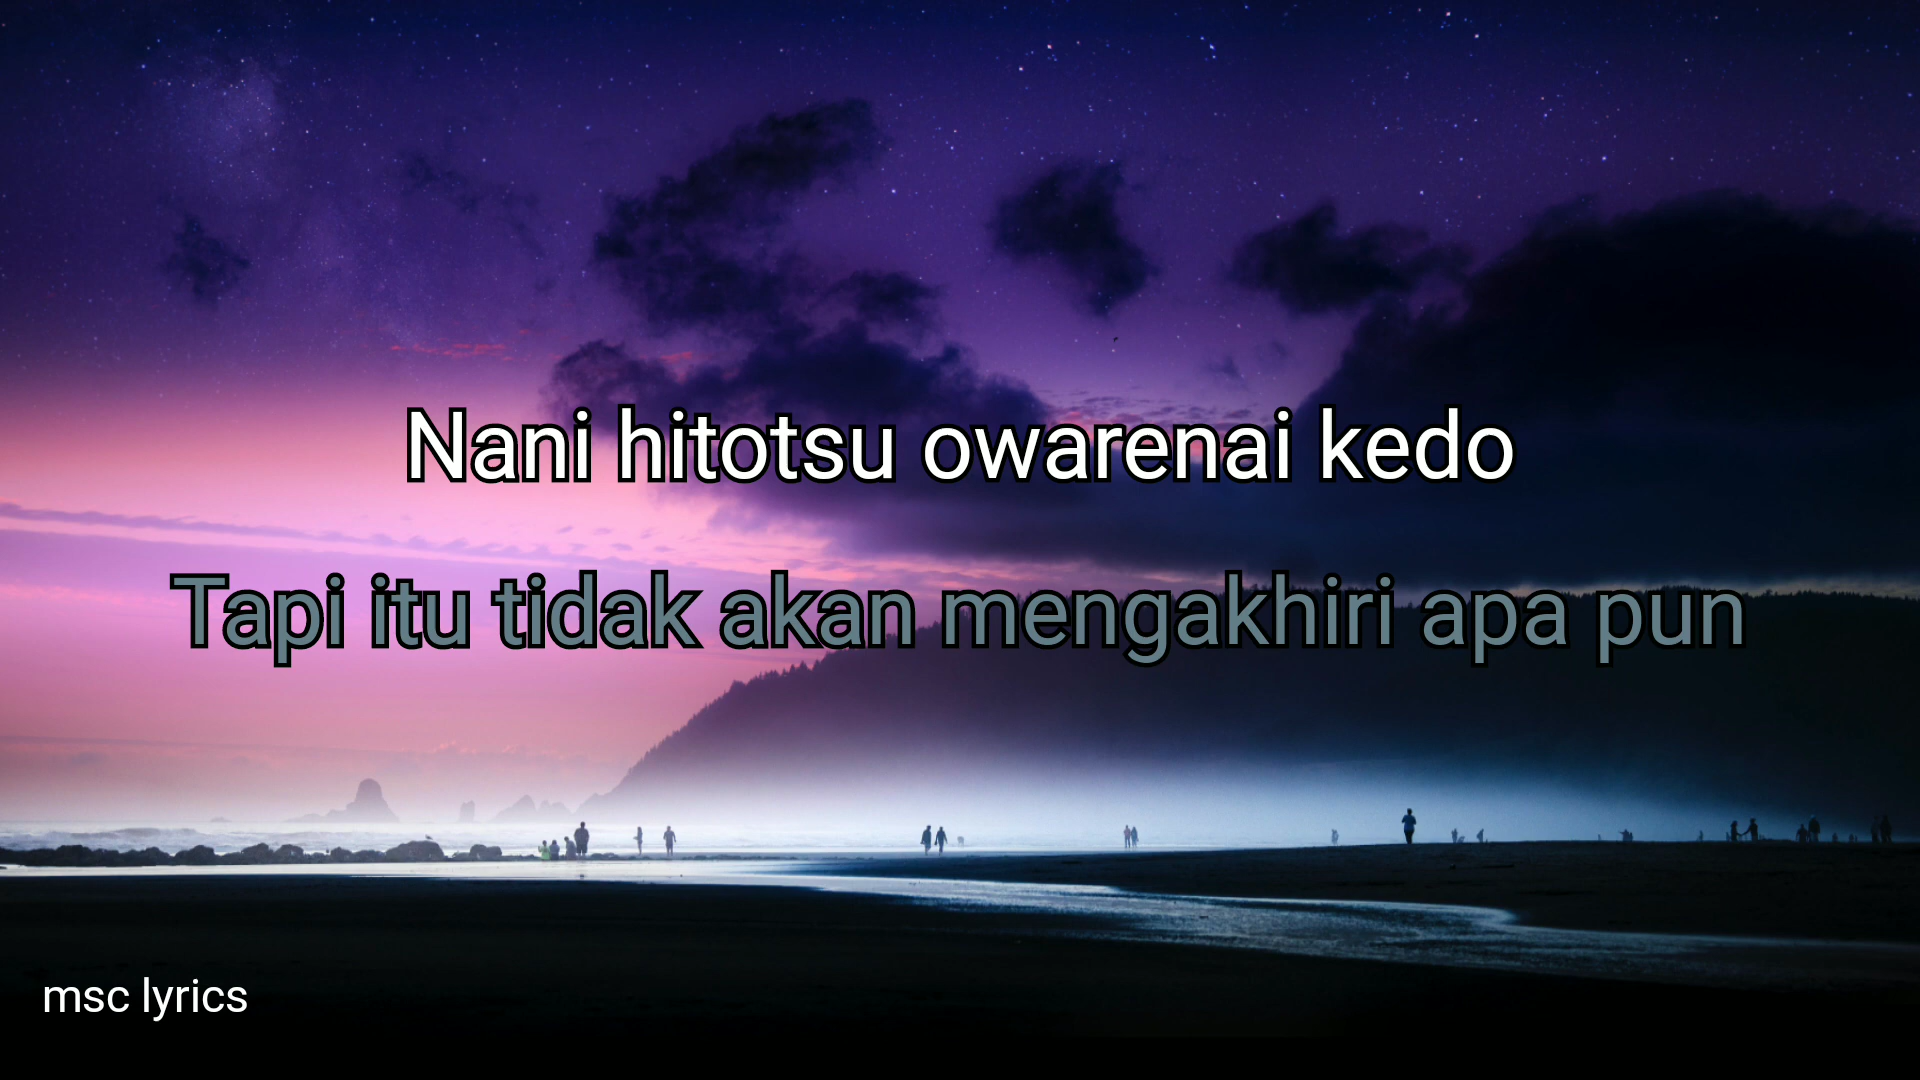 Nani hitotsu owarenai kedo
Tapi itu tidak akan mengakhiri apa pun
msc lyrics